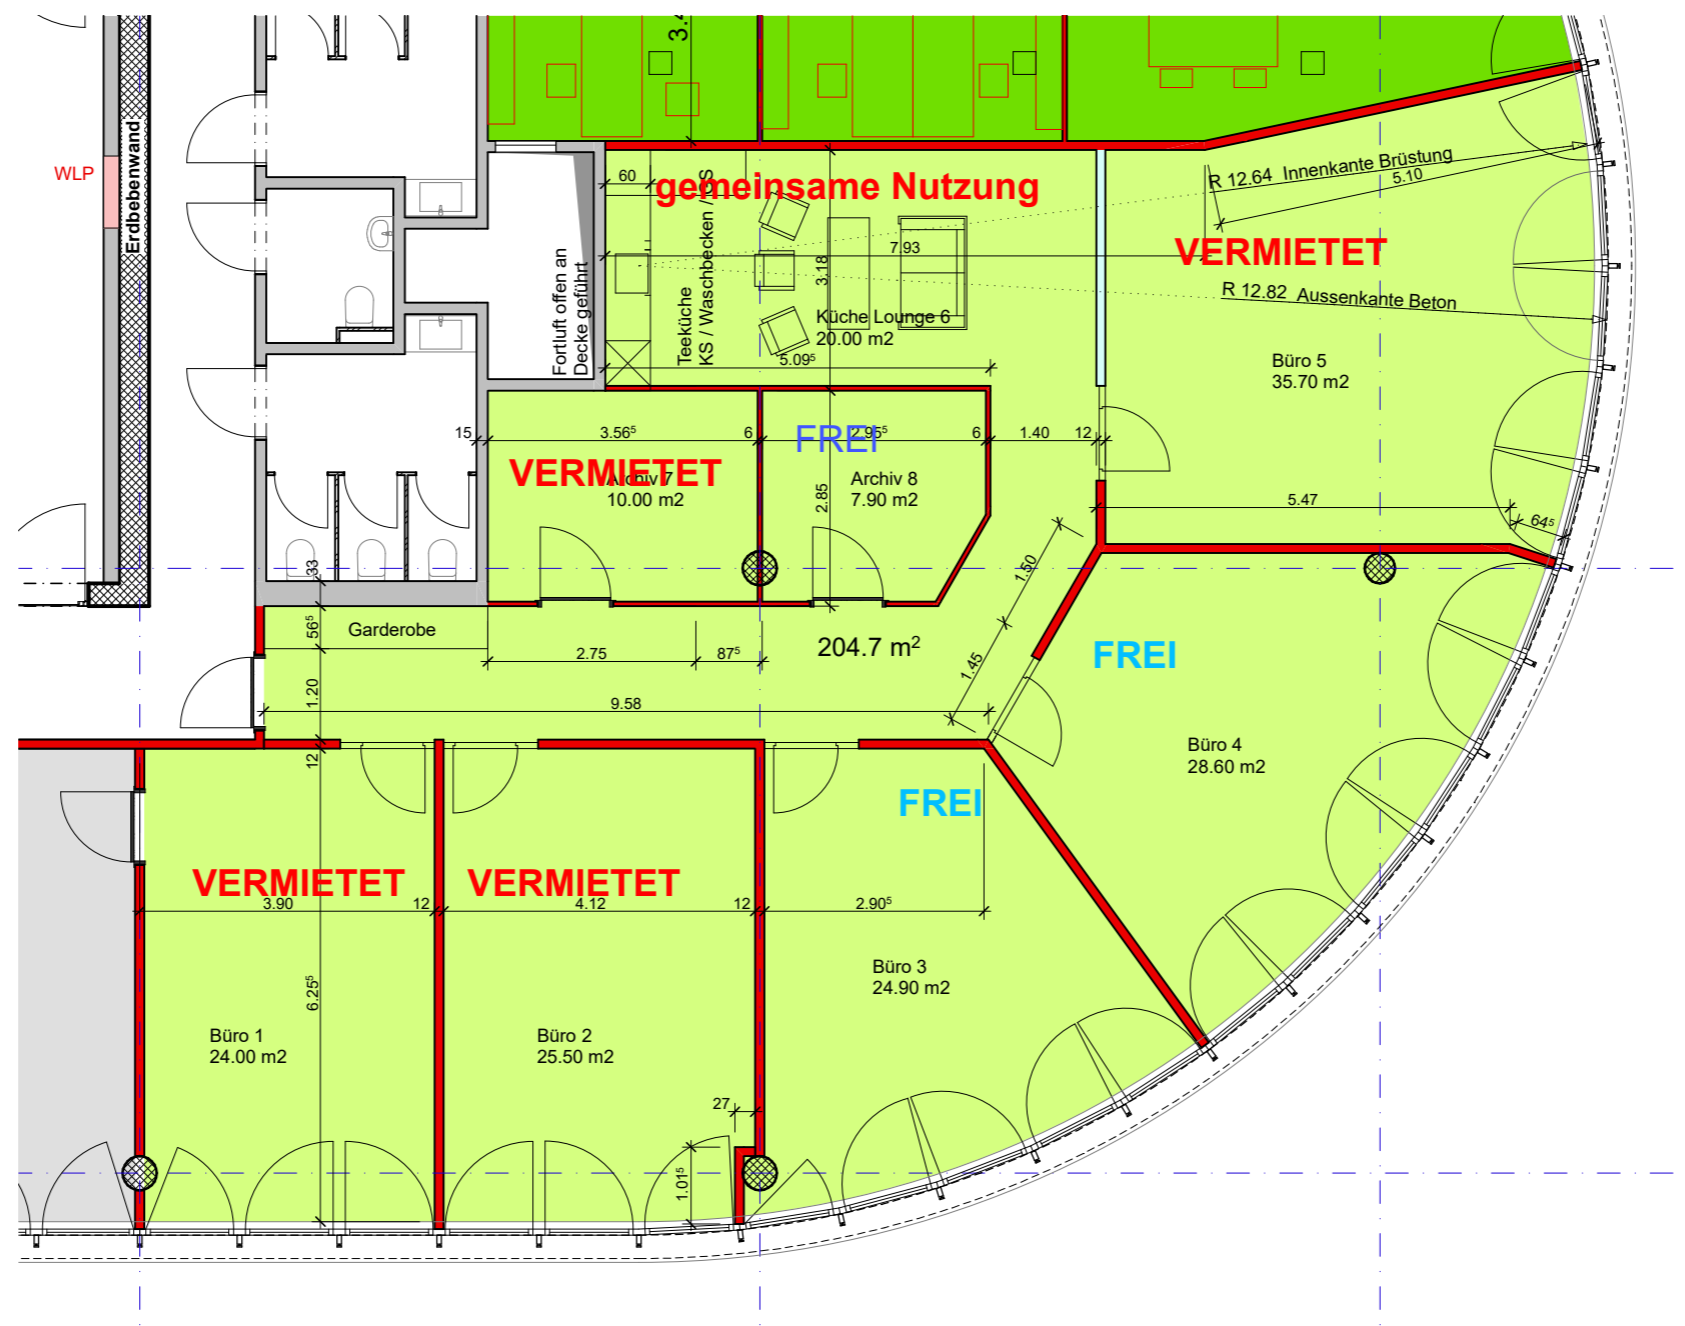 3.4
WLP
Erdbebenwand
60
gemeinsame Nutzung
R 12.64 Innenkante Brüstung
5.10
7.93
VERMIETET
3.18
Fortluft offen an
Decke geführt
Teeküche
KS / Waschbecken / GS
R 12.82 Aussenkante Beton
Küche Lounge 6
20.00 m2
5.09⁵
Büro 5
35.70 m2
15
3.56⁵
6
FREI
2.95⁵
6
1.40
12
VERMIETET
Archiv 7
10.00 m2
Archiv 8
7.90 m2
2.85
5.47
64⁵
33
1.50
56⁵
Garderobe
2.75
87⁵
204.7 m²
1.45
FREI
1.20
9.58
12
Büro 4
28.60 m2
FREI
VERMIETET
VERMIETET
3.90
12
4.12
12
2.90⁵
6.25⁵
Büro 3
24.90 m2
Büro 1
24.00 m2
Büro 2
25.50 m2
27
1.01⁵